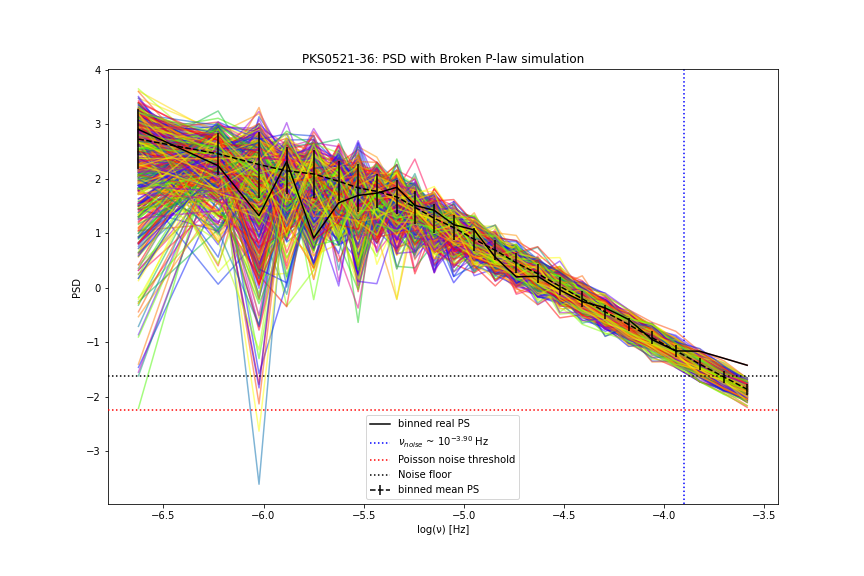 PKS0521-36: PSD with Broken P-law simulation
4
3
2
1
0
−1
−2
−3
PSD
binned real PS
ν_noise ~ 10^−3.90 Hz
Poisson noise threshold
Noise floor
binned mean PS
−6.5 −6.0 −5.5 −5.0 −4.5 −4.0 −3.5
log(ν) [Hz]